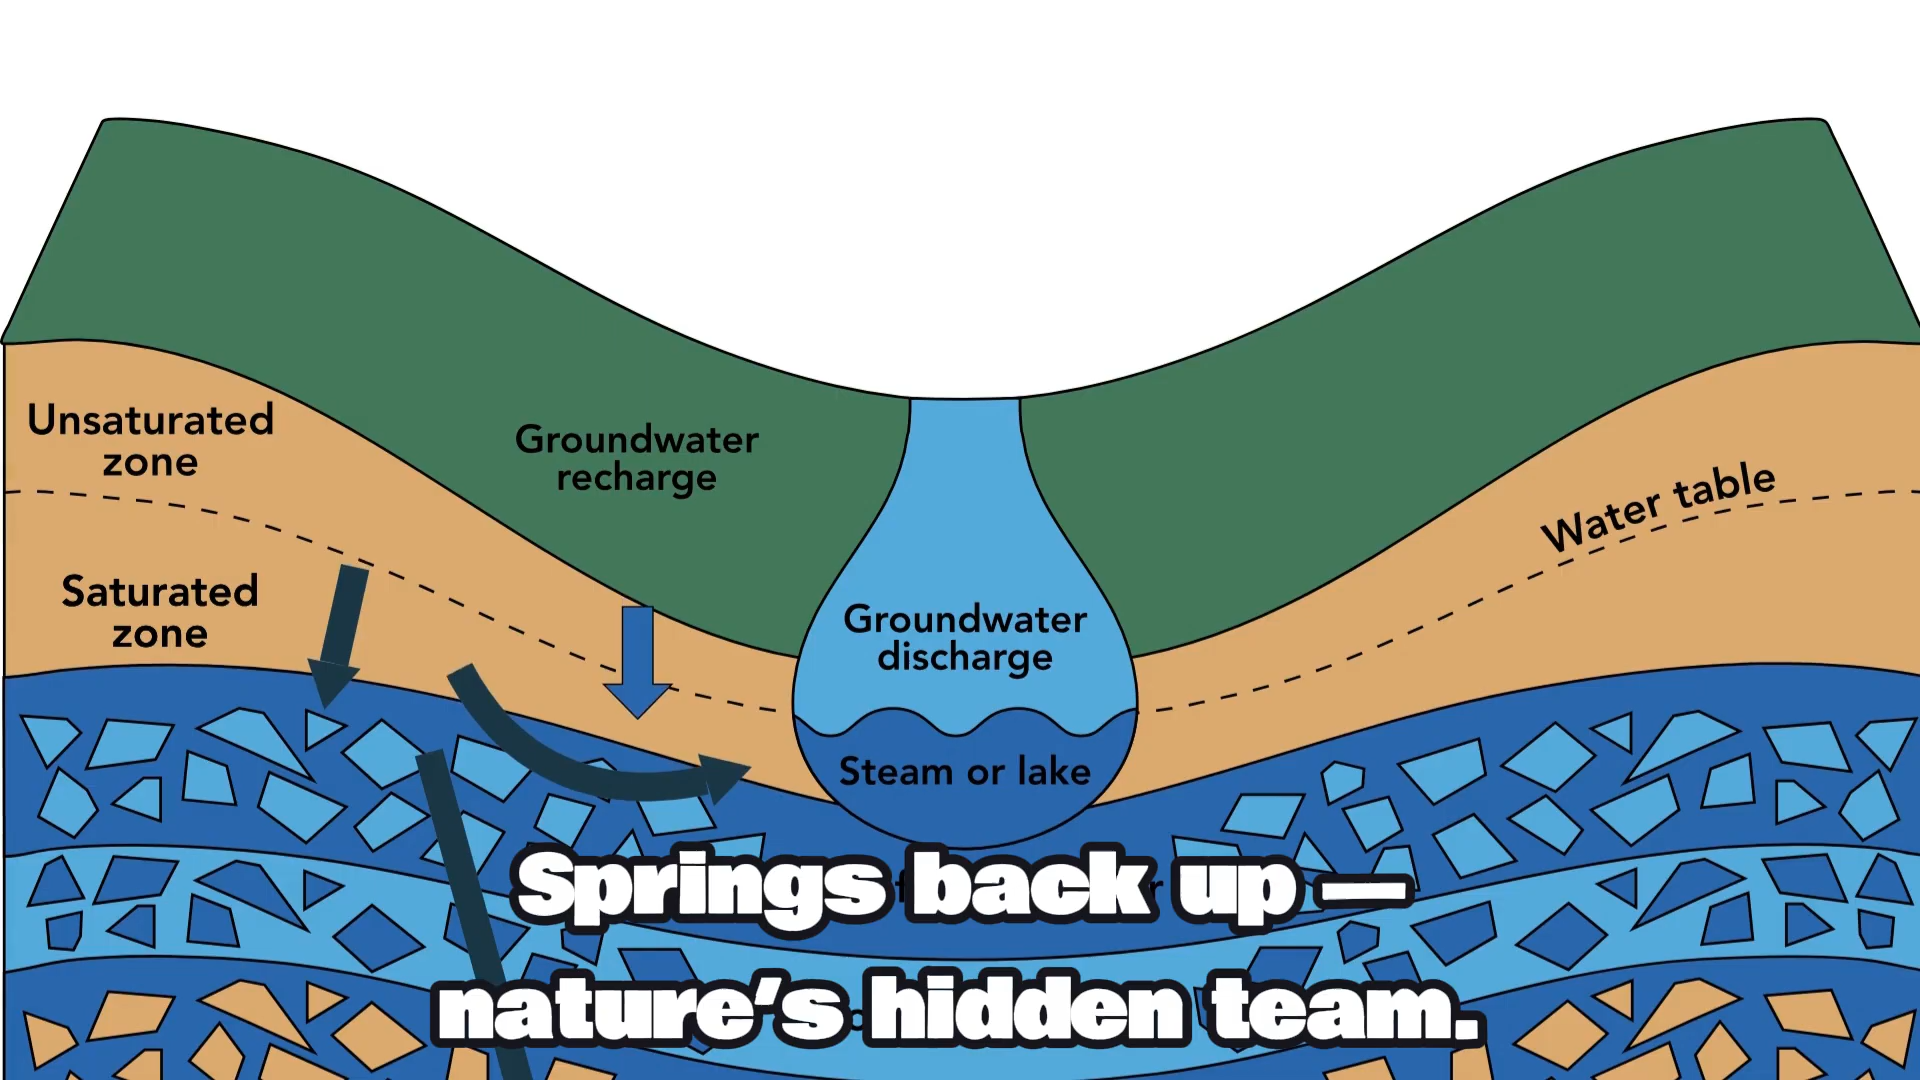 Unsaturated
zone
Groundwater
recharge
Water table
Saturated
zone
Groundwater
discharge
Steam or lake
Springs back up —
nature's hidden team.